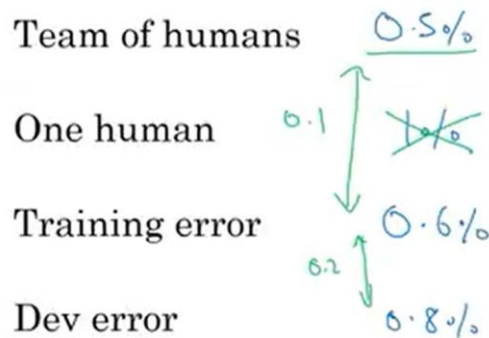 Team of humans 0.5%
0.1
One human 1%
Training error 0.6%
0.2
Dev error 0.8%